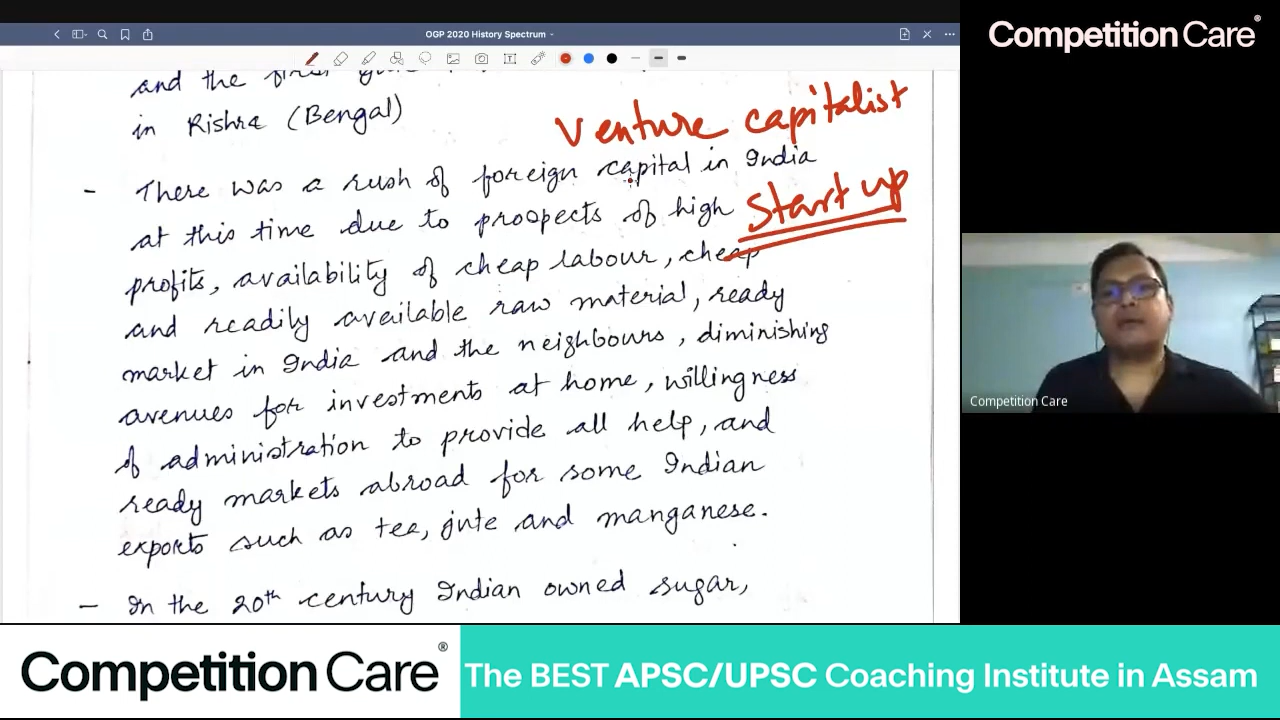 OGP 2020 History Spectrum
Competition Care®
and the first
in Rishra (Bengal)
Venture capitalist
- There was a rush of foreign capital in India
at this time due to prospects of high
Start up
profits, availability of cheap labour, cheap
and readily available raw material, ready
market in India and the neighbours, diminishing
avenues for investments at home, willingness
of administration to provide all help, and
ready markets abroad for some Indian
exports such as tea, jute and manganese.
- In the 20th century Indian owned sugar,
Competition Care
Competition Care®
The BEST APSC/UPSC Coaching Institute in Assam